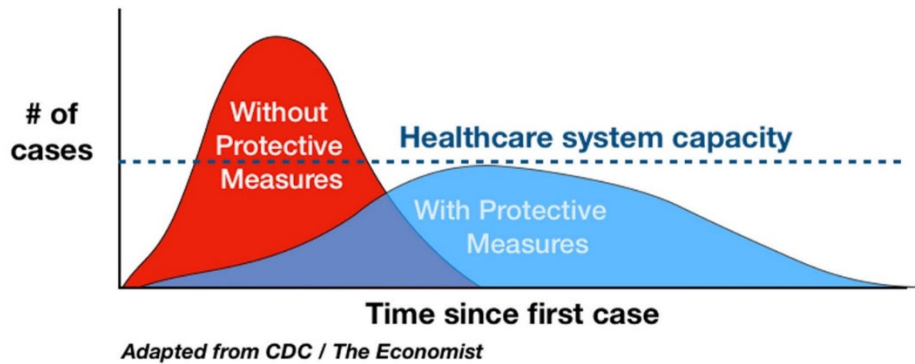 # of
cases
Without
Protective
Measures
Healthcare system capacity
With Protective
Measures
Time since first case
Adapted from CDC / The Economist